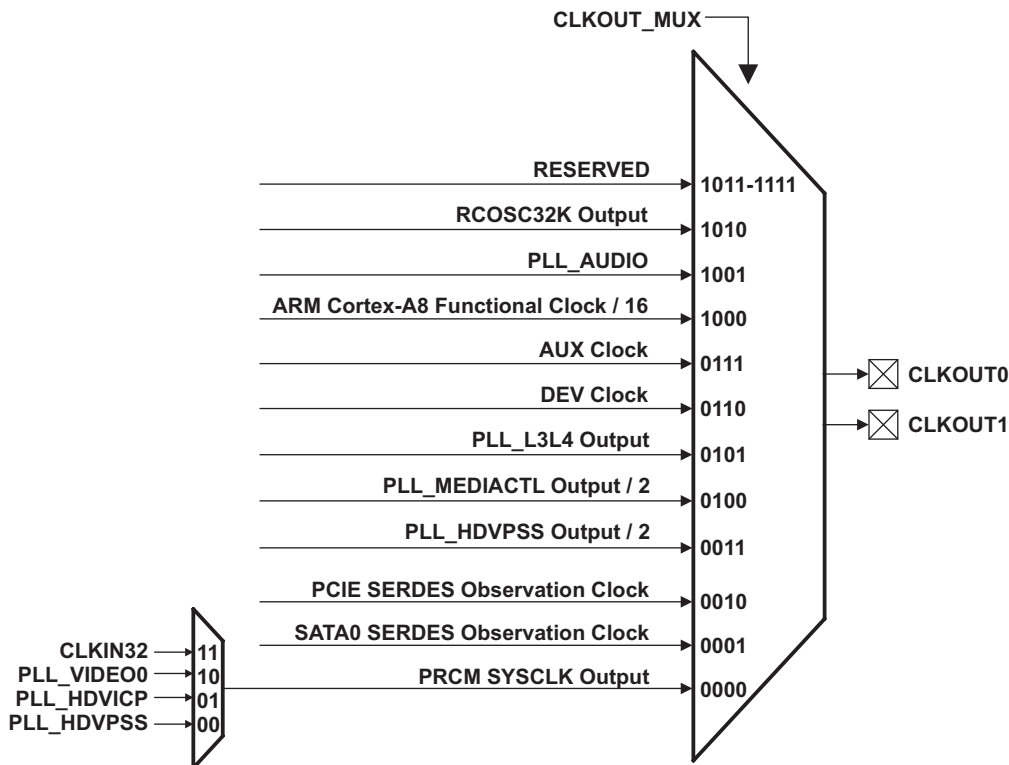 CLKOUT_MUX
RESERVED 1011-1111
RCOSC32K Output 1010
PLL_AUDIO 1001
ARM Cortex-A8 Functional Clock / 16 1000
AUX Clock 0111
CLKOUT0
DEV Clock 0110
CLKOUT1
PLL_L3L4 Output 0101
PLL_MEDIACTL Output / 2 0100
PLL_HDVPSS Output / 2 0011
PCIE SERDES Observation Clock 0010
SATA0 SERDES Observation Clock 0001
CLKIN32 11
PLL_VIDEO0 10
PRCM SYSCLK Output 0000
PLL_HDVICP 01
PLL_HDVPSS 00